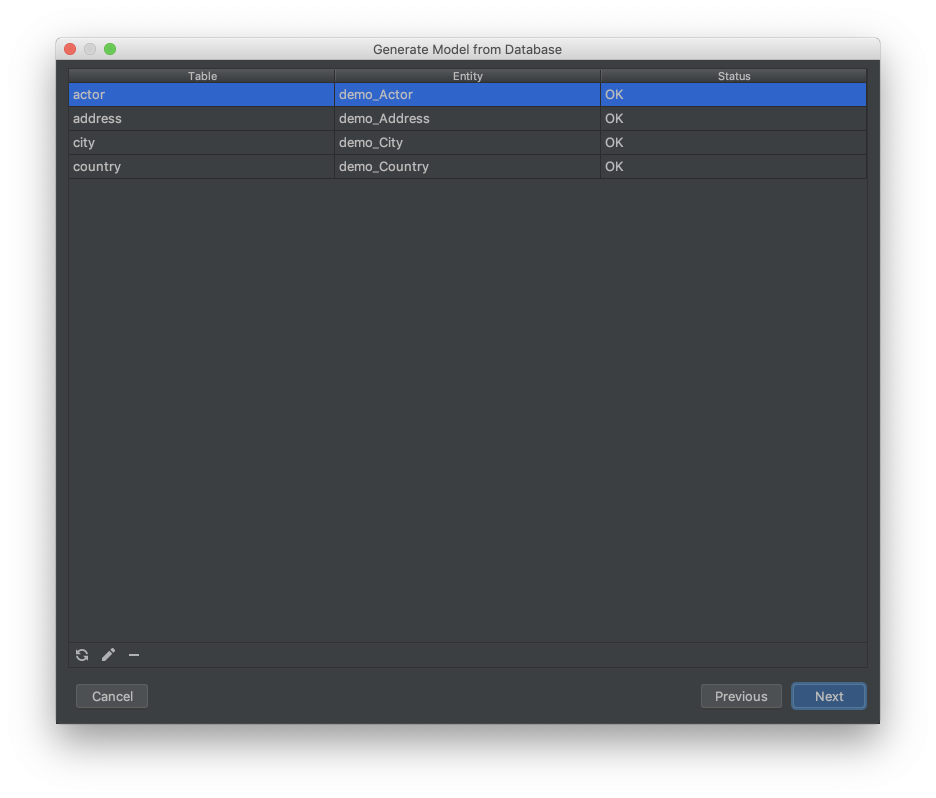 Generate Model from Database
Table Entity Status
actor demo_Actor OK
address demo_Address OK
city demo_City OK
country demo_Country OK
Cancel Previous Next